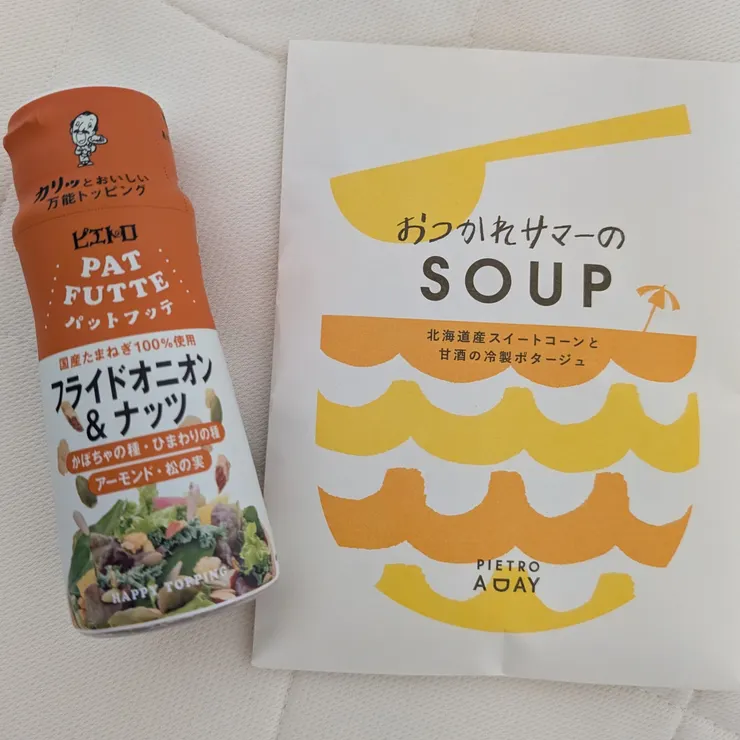 カリッとおいしい
万能トッピング
ピエトロ
PAT
FUTTE
パットフッテ
国産たまねぎ100%使用
フライドオニオン
&ナッツ
かぼちゃの種・ひまわりの種
アーモンド・松の実
HAPPY TOPPING
おつかれサマーの
SOUP
北海道産スイートコーンと
甘酒の冷製ポタージュ
PIETRO
A DAY